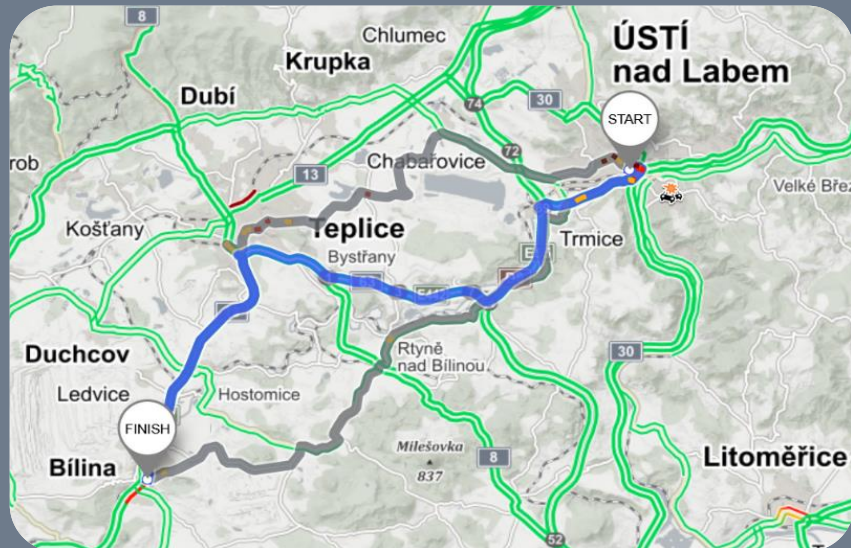 8
Chlumec
ÚSTÍ
nad Labem
Krupka
Dubí
74
30
START
72
rob
13
Chabařovice
Velké Břez
Košťany
Teplice
Trmice
Bystřany
Duchcov
Rtyně
nad Bílinou
30
Ledvice
Hostomice
FINISH
Bílina
Milešovka
837
8
Litoměřice
52